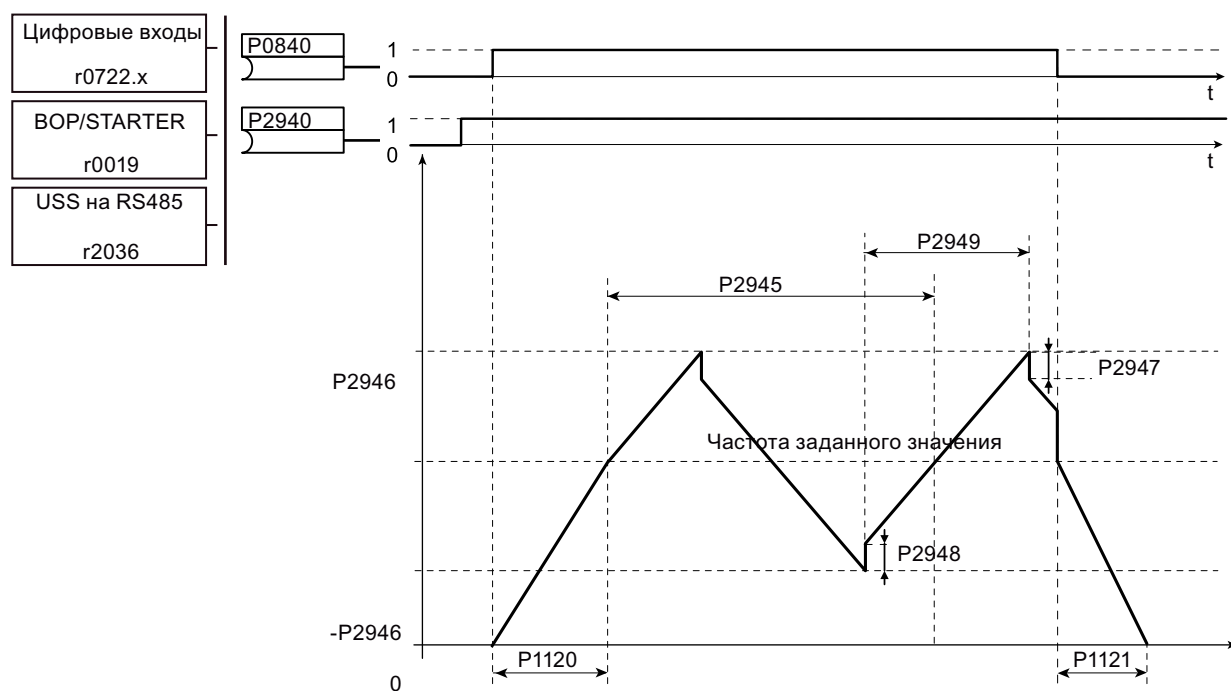 Цифровые входы
r0722.x
BOP/STARTER
r0019
USS на RS485
r2036
P0840
P2940
1
0
t
1
0
t
P2949
P2945
P2946
P2947
Частота заданного значения
P2948
-P2946
P1120
P1121
0